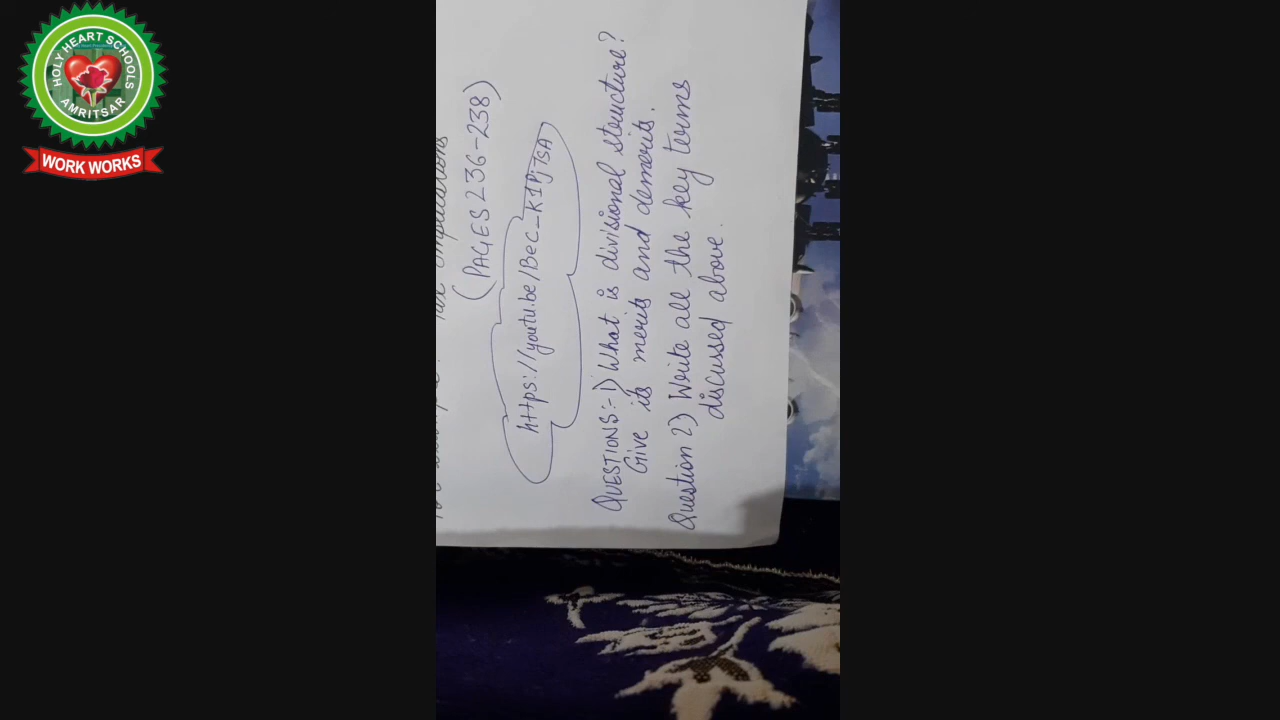 HOLY HEART SCHOOLS
AMRITSAR
WORK WORKS
(PAGES 236-238)
https://youtu.be/Bec_K1PjTSA
QUESTIONS:-1) What is divisional structure?
Give its merits and demerits.
Question 2) Write all the key terms
discussed above.